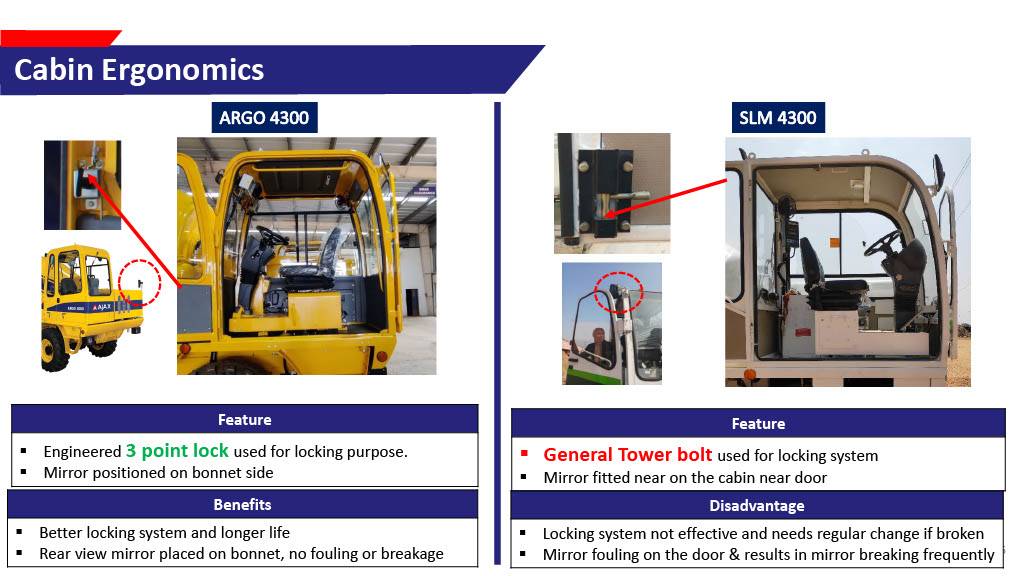 Cabin Ergonomics
ARGO 4300
SLM 4300
AJAX
Feature
▪ Engineered 3 point lock used for locking purpose.
▪ Mirror positioned on bonnet side
Benefits
▪ Better locking system and longer life
▪ Rear view mirror placed on bonnet, no fouling or breakage
Feature
▪ General Tower bolt used for locking system
▪ Mirror fitted near on the cabin near door
Disadvantage
▪ Locking system not effective and needs regular change if broken
▪ Mirror fouling on the door & results in mirror breaking frequently